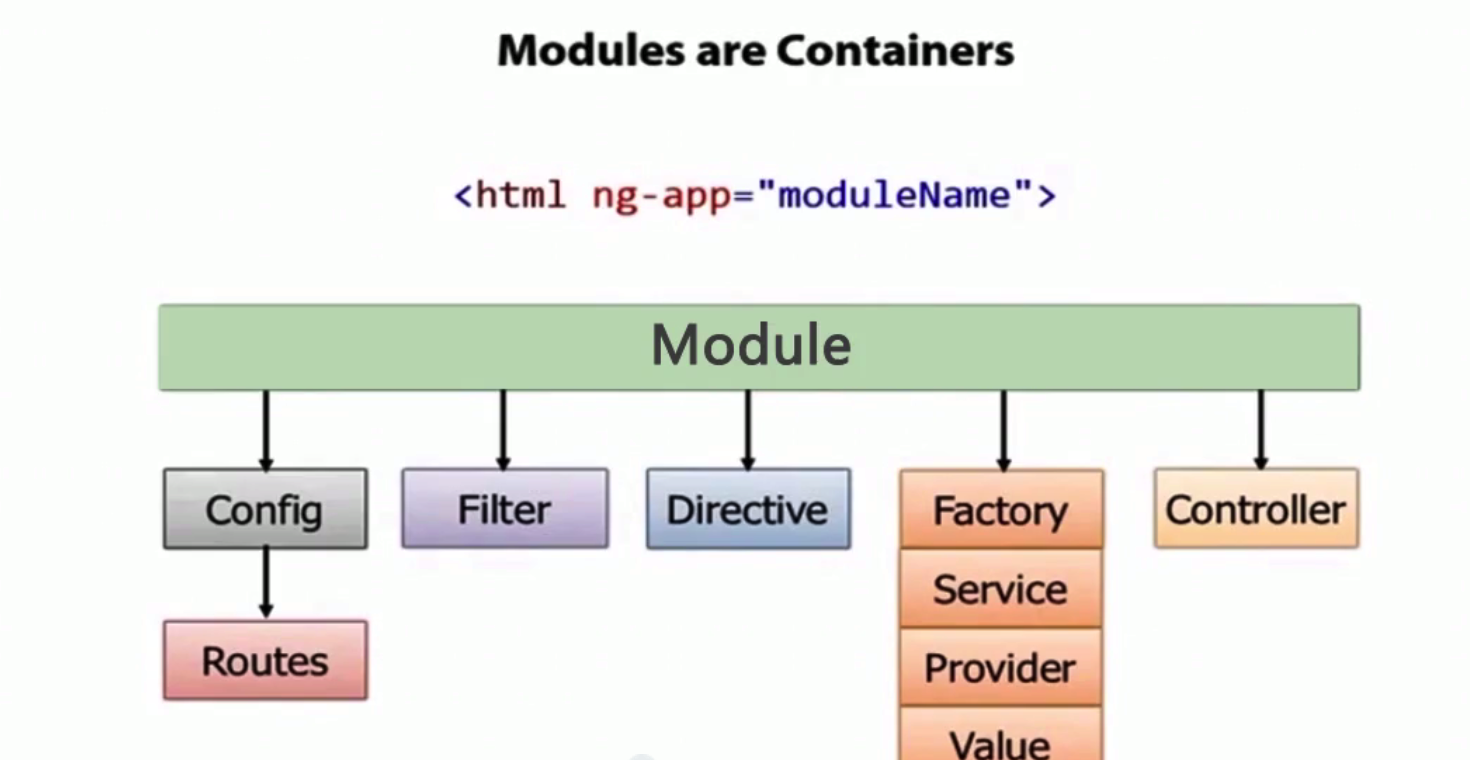 Modules are Containers
<html ng-app="moduleName">
Module
Config
Filter
Directive
Factory
Controller
Service
Routes
Provider
Value